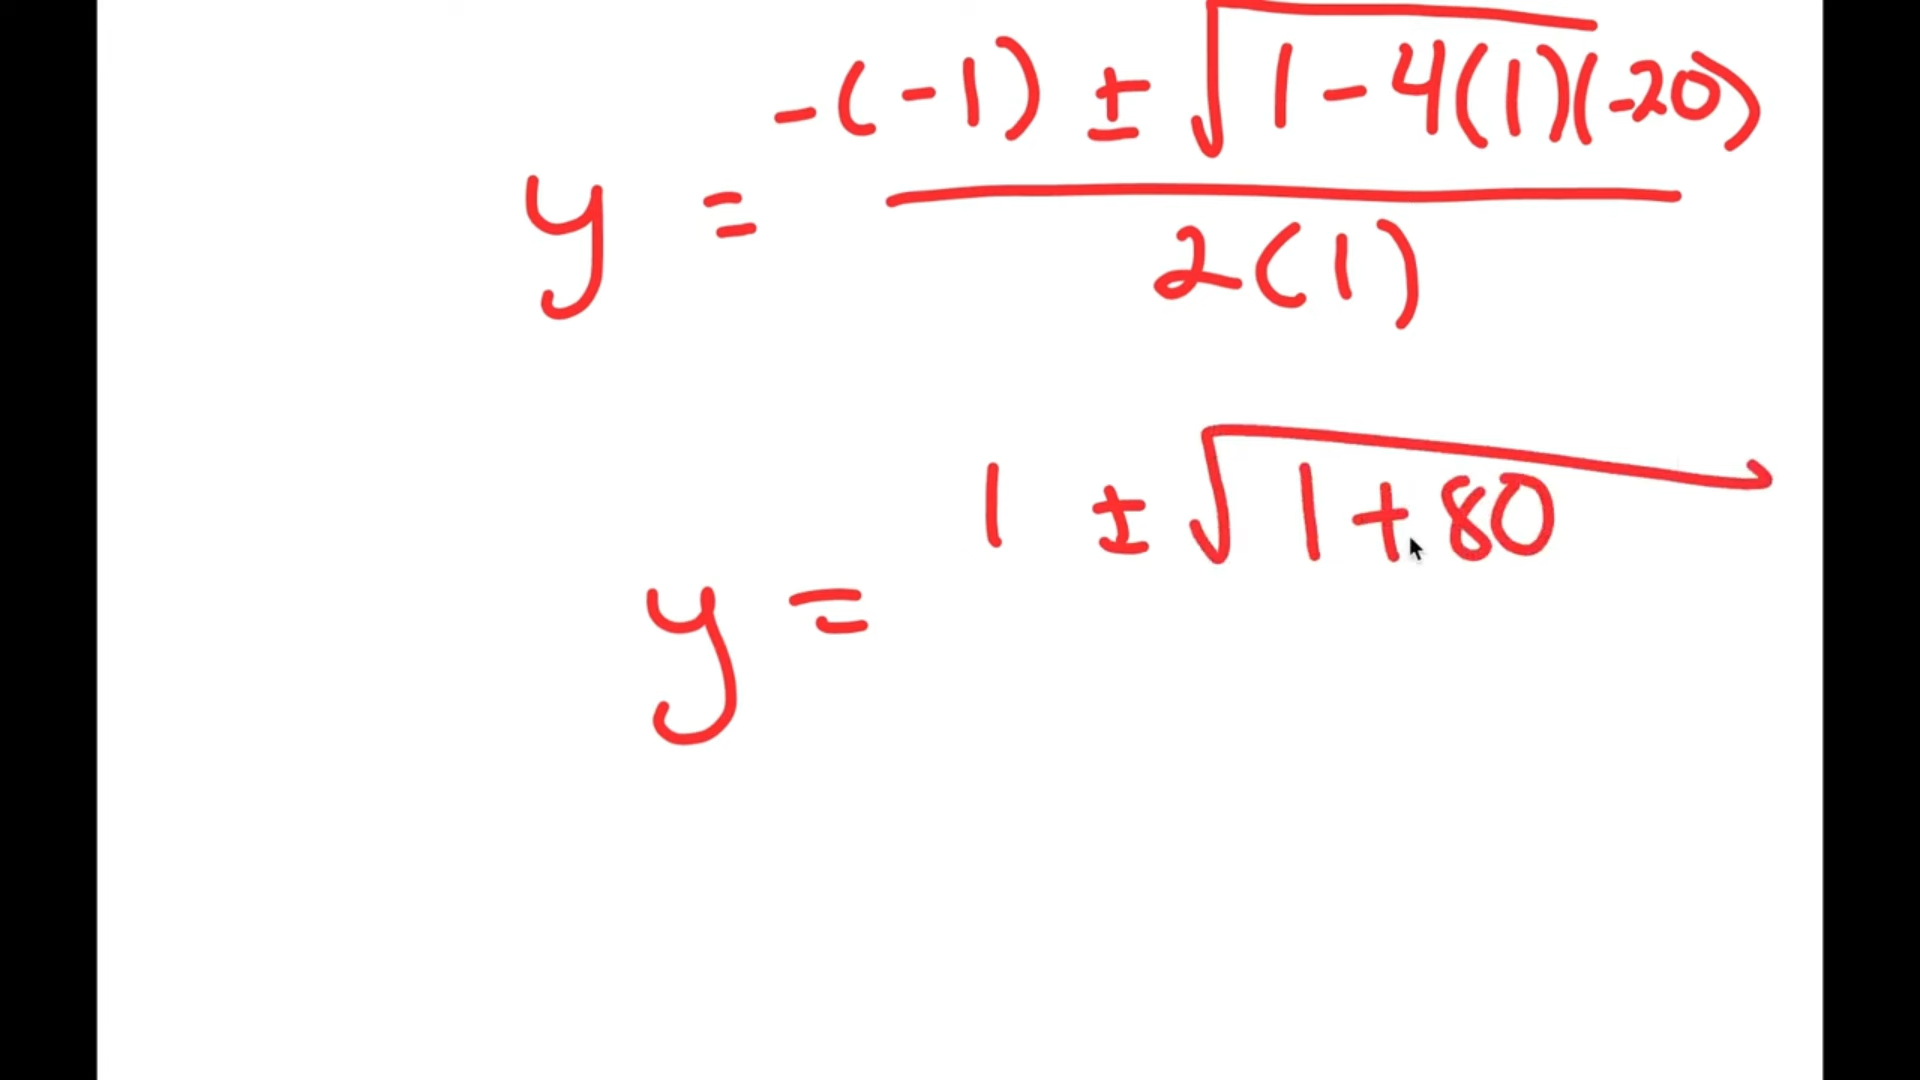 y = -(-1) ± √1-4(1)(-20) / 2(1)
y = 1 ± √1+80